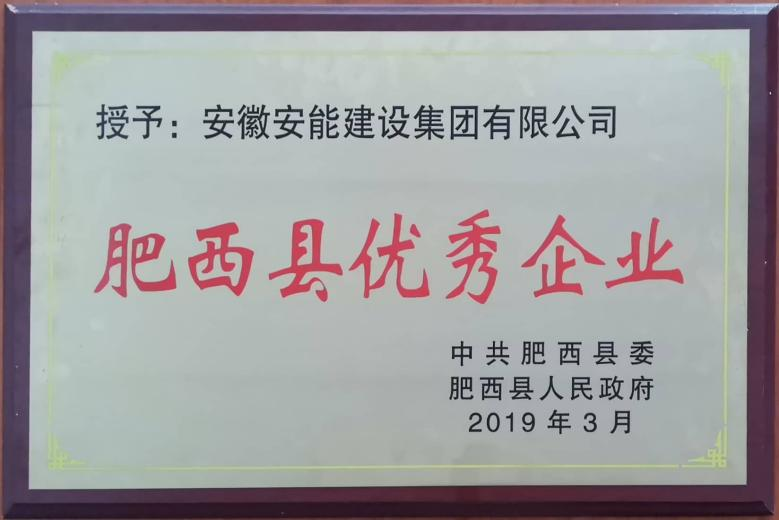 授予：安徽安能建设集团有限公司
肥西县优秀企业
中共肥西县委
肥西县人民政府
2019年3月